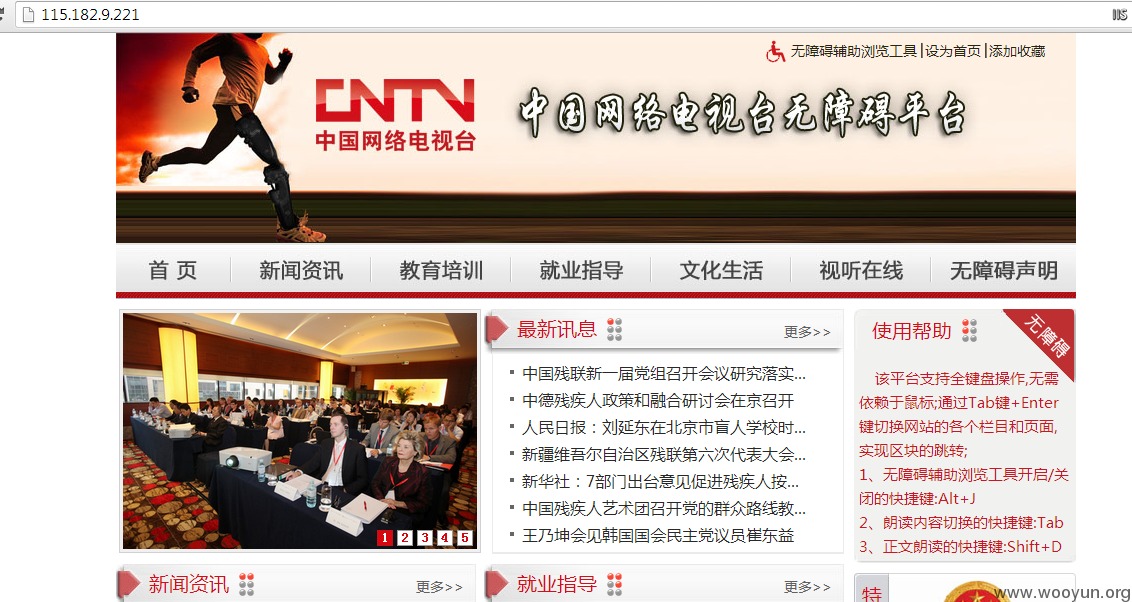 115.182.9.221
IIS
无障碍辅助浏览工具|设为首页|添加收藏
CNTV
中国网络电视台
中国网络电视台无障碍平台
首 页
新闻资讯
教育培训
就业指导
文化生活
视听在线
无障碍声明
1 2 3 4 5
最新讯息
更多>>
中国残联新一届党组召开会议研究落实...
中德残疾人政策和融合研讨会在京召开
人民日报：刘延东在北京市盲人学校时...
新疆维吾尔自治区残联第六次代表大会...
新华社：7部门出台意见促进残疾人按...
中国残疾人艺术团召开党的群众路线教...
王乃坤会见韩国国会民主党议员崔东益
使用帮助
无障碍
该平台支持全键盘操作,无需
依赖于鼠标;通过Tab键+Enter
键切换网站的各个栏目和页面,
实现区块的跳转;
1、无障碍辅助浏览工具开启/关
闭的快捷键:Alt+J
2、朗读内容切换的快捷键:Tab
3、正文朗读的快捷键:Shift+D
新闻资讯
更多>>
就业指导
更多>>
特
www.wooyun.org